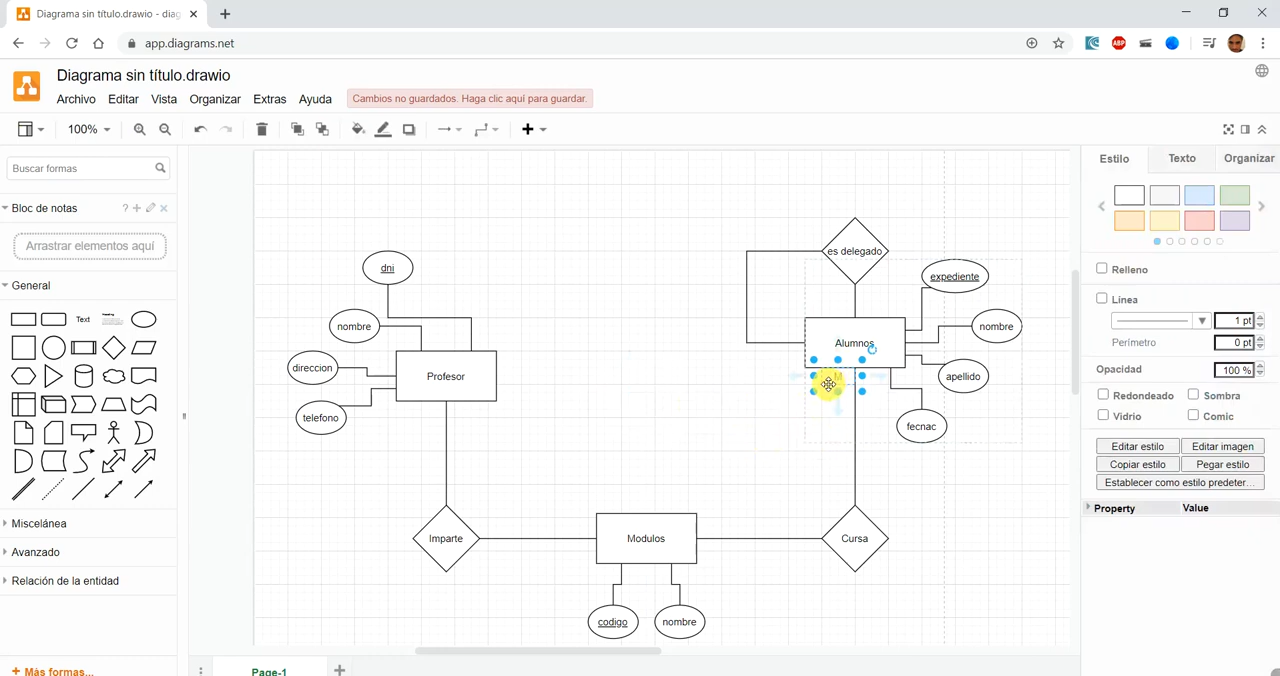 Diagrama sin título.drawio - diag
app.diagrams.net
ABP
Diagrama sin título.drawio
Archivo Editar Vista Organizar Extras Ayuda
Cambios no guardados. Haga clic aquí para guardar.
100%
Buscar formas
Bloc de notas
Arrastrar elementos aquí
General
Text
Misceláneа
Avanzado
Relación de la entidad
+ Más formas...
dni
nombre
direccion
telefono
Profesor
es delegado
expediente
nombre
Alumnos
apellido
fecnac
Imparte
Modulos
Cursa
codigo
nombre
Page-1
Estilo Texto Organizar
Relleno
Línea
1 pt
Perímetro 0 pt
Opacidad 100 %
Redondeado Sombra
Vidrio Comic
Editar estilo Editar imagen
Copiar estilo Pegar estilo
Establecer como estilo predeter...
Property Value